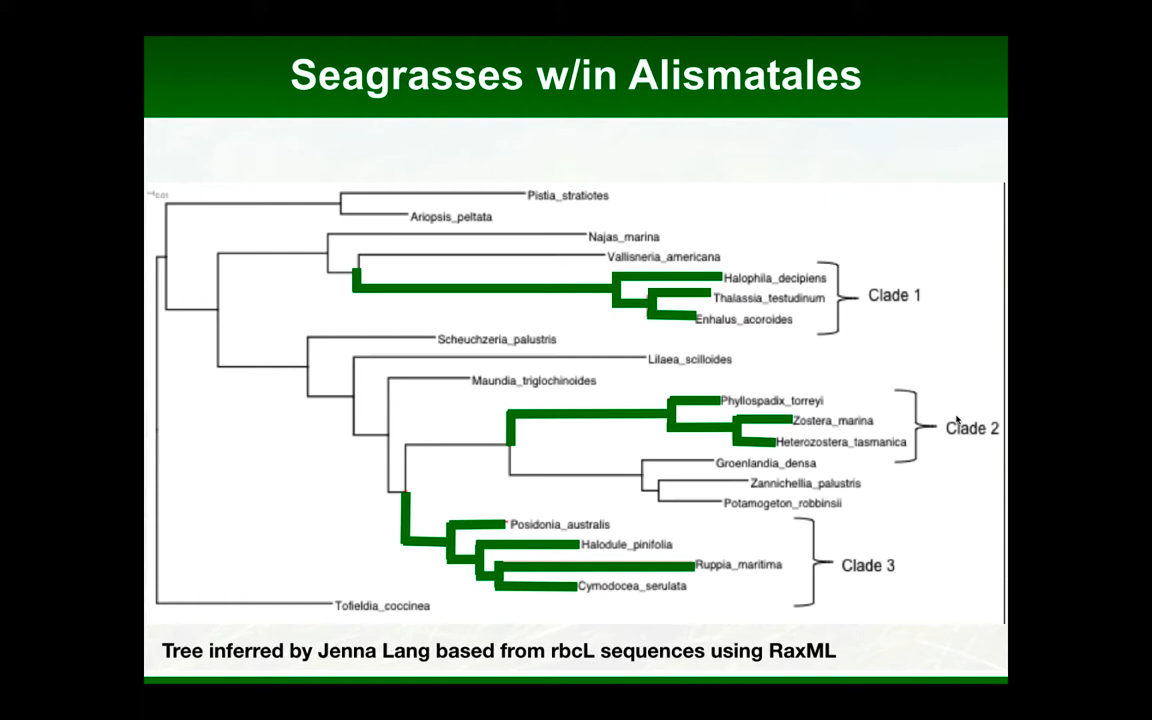 Seagrasses w/in Alismatales
Pistia_stratiotes
Ariopsis_peltata
Najas_marina
Vallisneria_americana
Halophila_decipiens
Thalassia_testudinum
Enhalus_acoroides
Clade 1
Scheuchzeria_palustris
Lilaea_scilloides
Maundia_triglochinoides
Phyllospadix_torreyi
Zostera_marina
Heterozostera_tasmanica
Clade 2
Groenlandia_densa
Zannichellia_palustris
Potamogeton_robbinsii
Posidonia_australis
Halodule_pinifolia
Ruppia_maritima
Cymodocea_serulata
Clade 3
Tofieldia_coccinea
Tree inferred by Jenna Lang based from rbcL sequences using RaxML